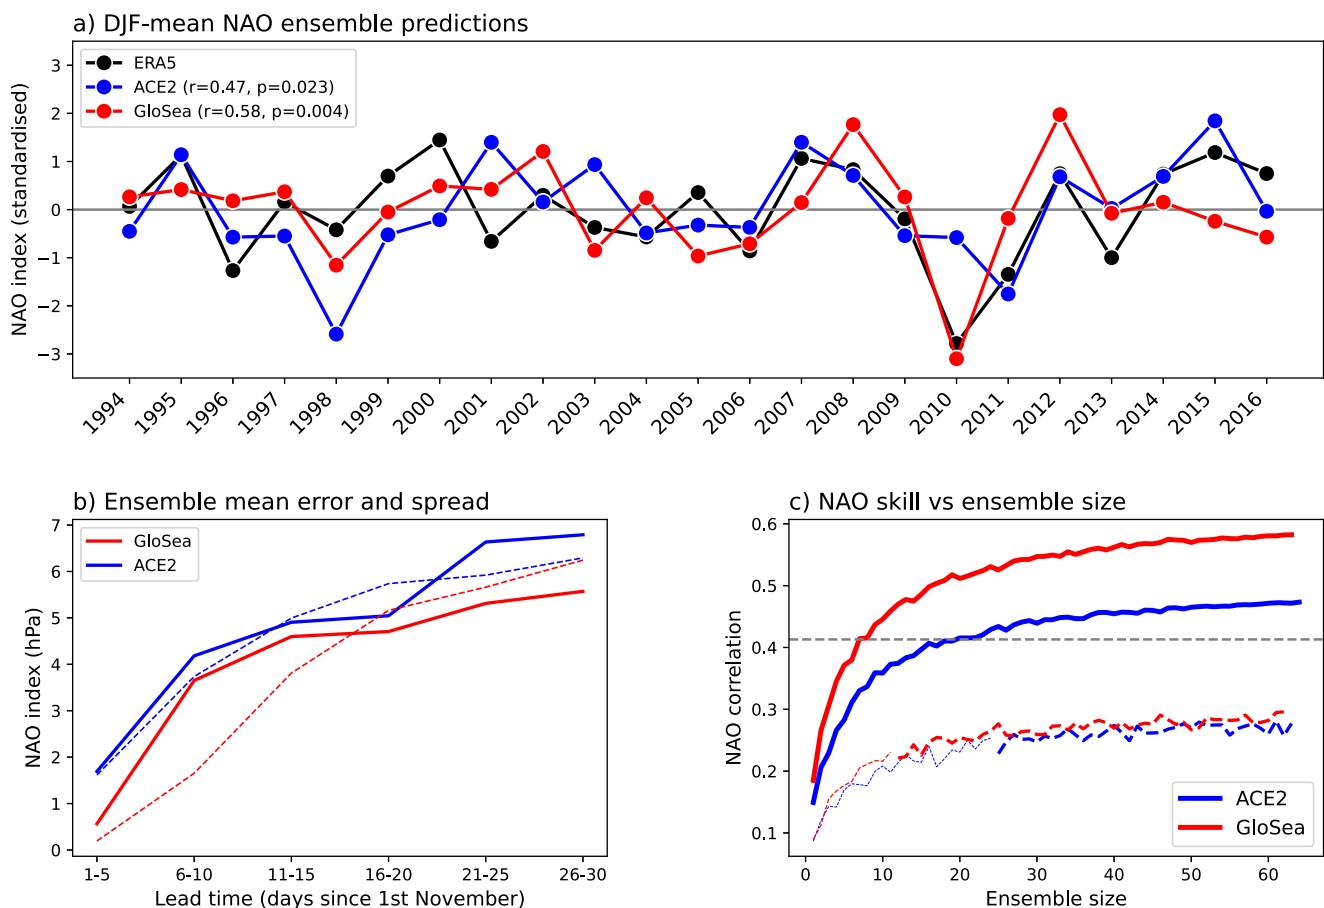 a) DJF-mean NAO ensemble predictions
ERA5
ACE2 (r=0.47, p=0.023)
GloSea (r=0.58, p=0.004)
NAO index (standardised)
3
2
1
0
−1
−2
−3
1994 1995 1996 1997 1998 1999 2000 2001 2002 2003 2004 2005 2006 2007 2008 2009 2010 2011 2012 2013 2014 2015 2016
b) Ensemble mean error and spread
GloSea
ACE2
NAO index (hPa)
7
6
5
4
3
2
1
0
1-5 6-10 11-15 16-20 21-25 26-30
Lead time (days since 1st November)
c) NAO skill vs ensemble size
NAO correlation
0.6
0.5
0.4
0.3
0.2
0.1
ACE2
GloSea
0 10 20 30 40 50 60
Ensemble size